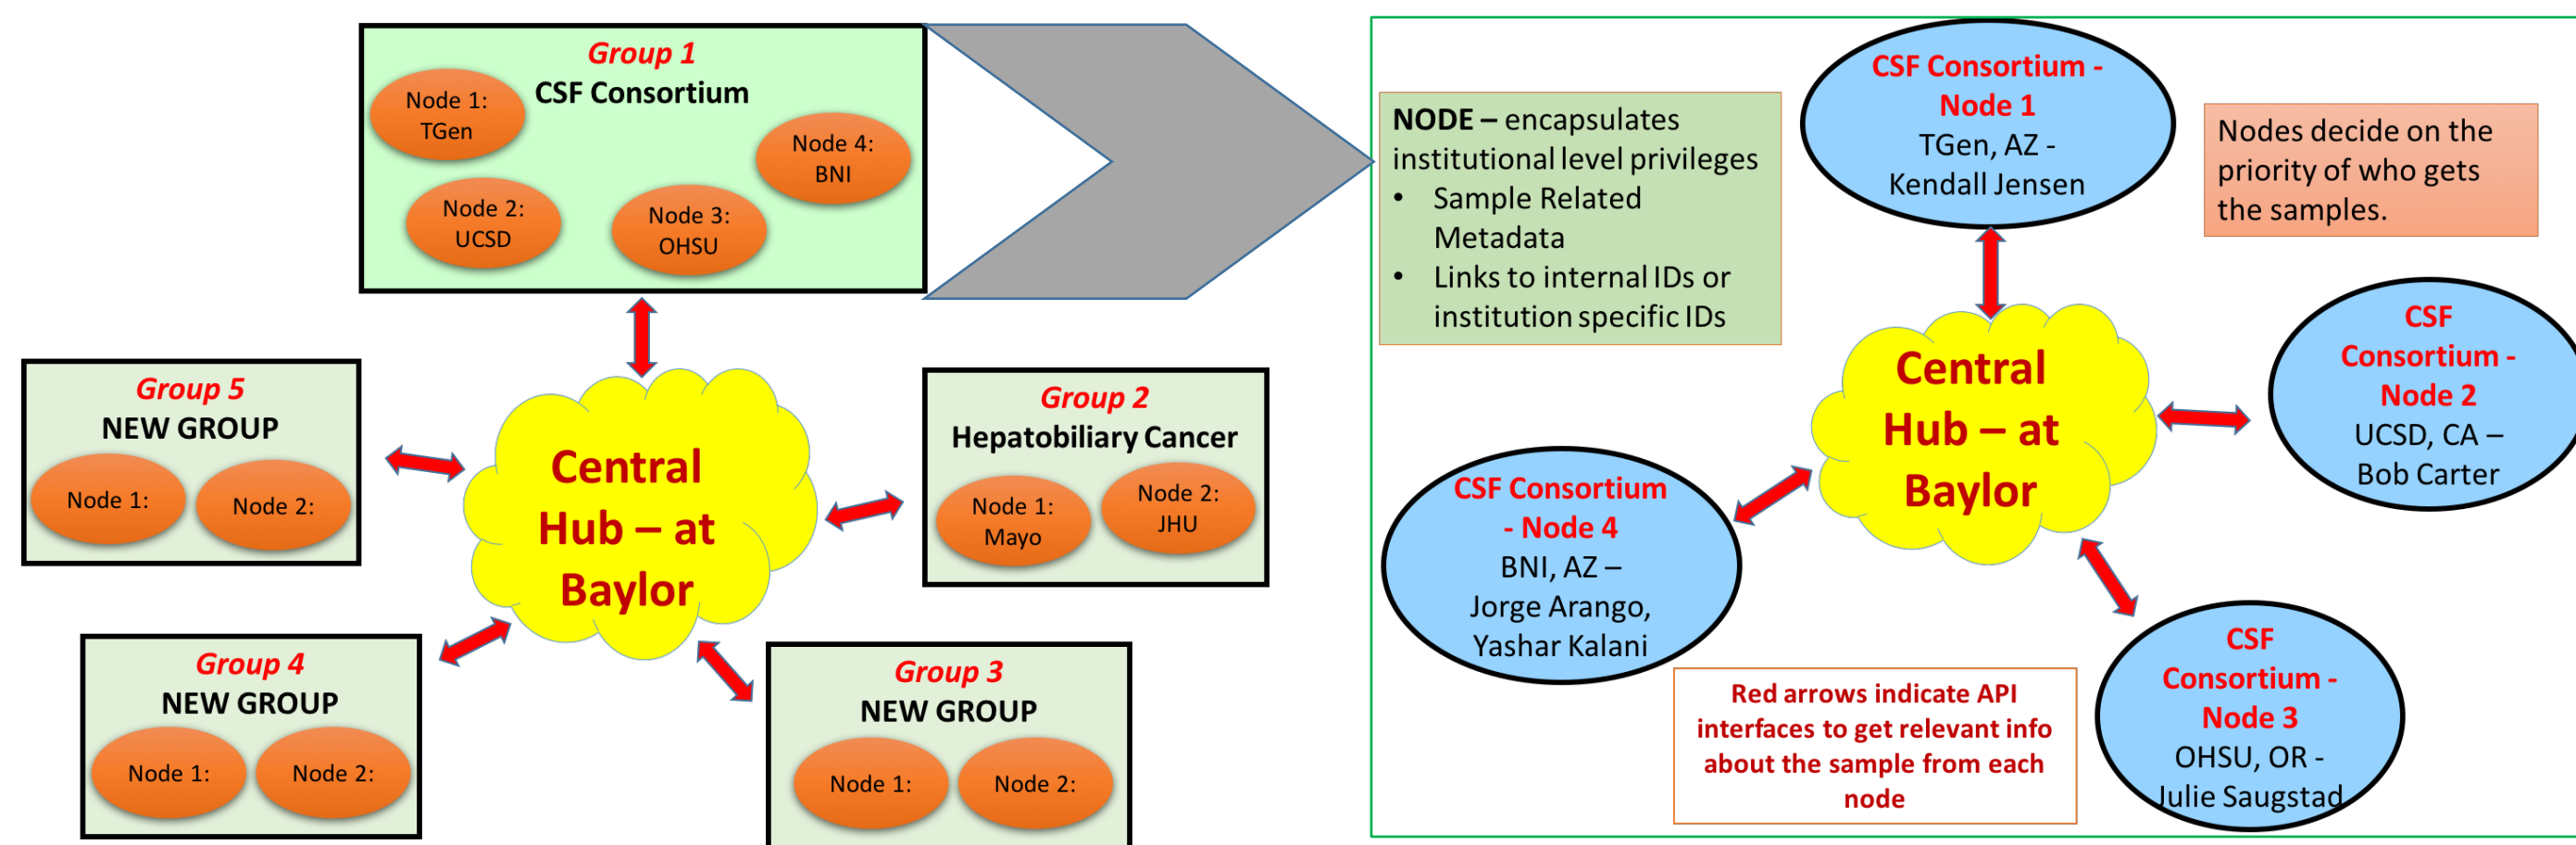 Group 1
CSF Consortium
Node 1:
TGen
Node 4:
BNI
Node 2:
UCSD
Node 3:
OHSU
Group 5
NEW GROUP
Node 1:
Node 2:
Central
Hub – at
Baylor
Group 2
Hepatobiliary Cancer
Node 1:
Mayo
Node 2:
JHU
Group 4
NEW GROUP
Node 1:
Node 2:
Group 3
NEW GROUP
Node 1:
Node 2:
NODE – encapsulates
institutional level privileges
• Sample Related
Metadata
• Links to internal IDs or
institution specific IDs
CSF Consortium -
Node 1
TGen, AZ -
Kendall Jensen
Nodes decide on the
priority of who gets
the samples.
Central
Hub – at
Baylor
CSF
Consortium -
Node 2
UCSD, CA –
Bob Carter
CSF Consortium
- Node 4
BNI, AZ –
Jorge Arango,
Yashar Kalani
CSF
Consortium -
Node 3
OHSU, OR -
Julie Saugstad
Red arrows indicate API
interfaces to get relevant info
about the sample from each
node